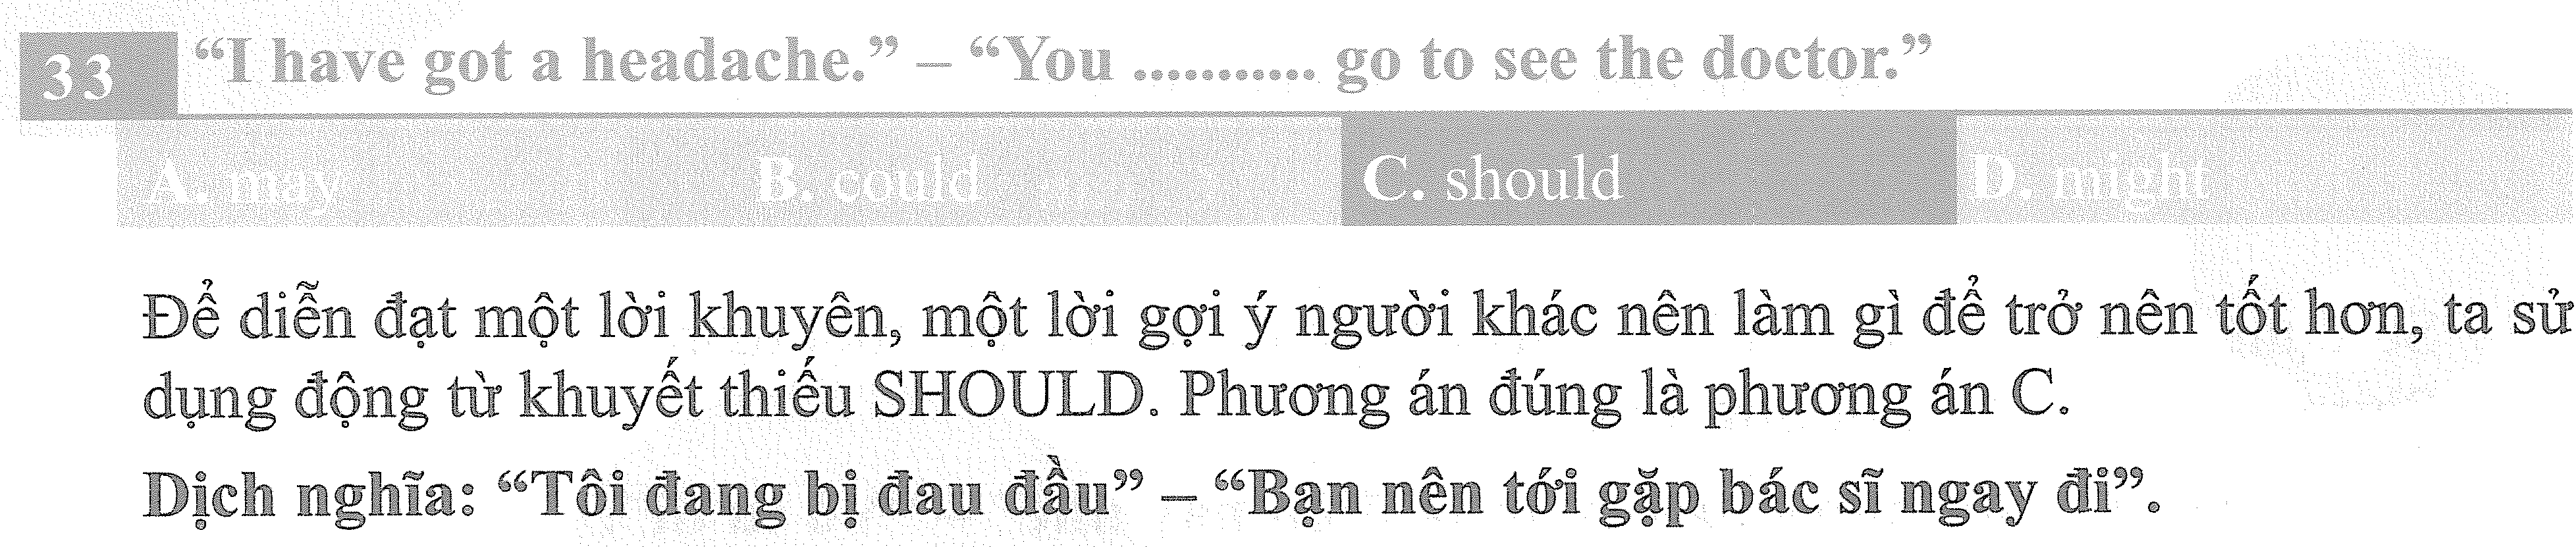 33 “I have got a headache.” – “You ........... go to see the doctor.”
A. may B. could C. should D. might
Để diễn đạt một lời khuyên, một lời gợi ý người khác nên làm gì để trở nên tốt hơn, ta sử
dụng động từ khuyết thiếu SHOULD. Phương án đúng là phương án C.
Dịch nghĩa: “Tôi đang bị đau đầu” – “Bạn nên tới gặp bác sĩ ngay đi”.